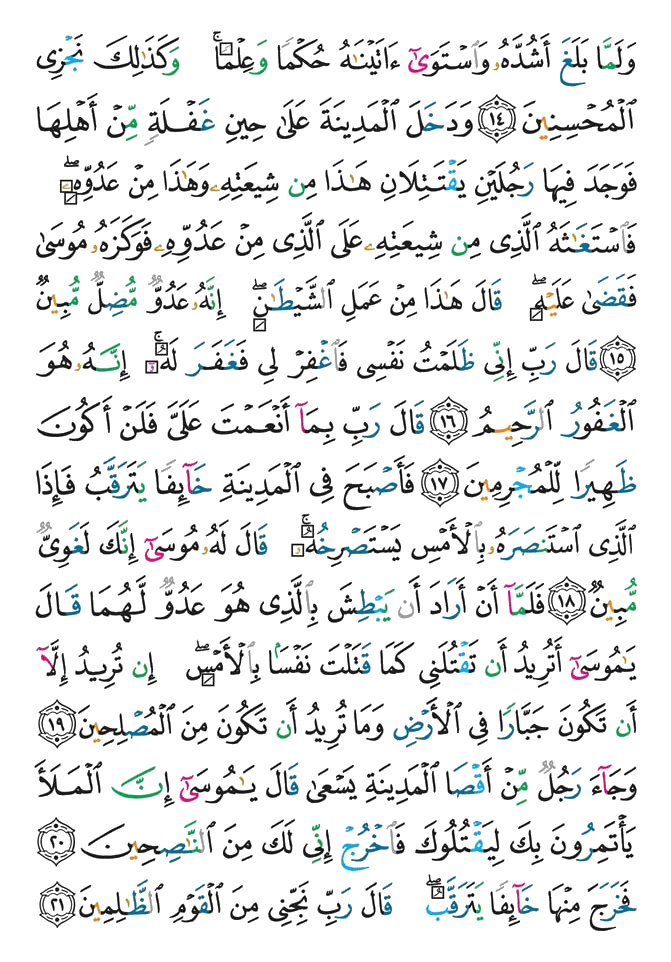 وَلَمَّا بَلَغَ أَشُدَّهُۥ وَٱسْتَوَىٰٓ ءَاتَيْنَـٰهُ حُكْمًا وَعِلْمًا ۚ وَكَذَٰلِكَ نَجْزِى
ٱلْمُحْسِنِينَ ١٤ وَدَخَلَ ٱلْمَدِينَةَ عَلَىٰ حِينِ غَفْلَةٍ مِّنْ أَهْلِهَا
فَوَجَدَ فِيهَا رَجُلَيْنِ يَقْتَتِلَانِ هَـٰذَا مِن شِيعَتِهِۦ وَهَـٰذَا مِنْ عَدُوِّهِۦ ۖ
فَٱسْتَغَـٰثَهُ ٱلَّذِى مِن شِيعَتِهِۦ عَلَى ٱلَّذِى مِنْ عَدُوِّهِۦ فَوَكَزَهُۥ مُوسَىٰ
فَقَضَىٰ عَلَيْهِ ۖ قَالَ هَـٰذَا مِنْ عَمَلِ ٱلشَّيْطَـٰنِ ۖ إِنَّهُۥ عَدُوٌّ مُّضِلٌّ مُّبِينٌ
١٥ قَالَ رَبِّ إِنِّى ظَلَمْتُ نَفْسِى فَٱغْفِرْ لِى فَغَفَرَ لَهُۥٓ ۚ إِنَّهُۥ هُوَ
ٱلْغَفُورُ ٱلرَّحِيمُ ١٦ قَالَ رَبِّ بِمَآ أَنْعَمْتَ عَلَىَّ فَلَنْ أَكُونَ
ظَهِيرًا لِّلْمُجْرِمِينَ ١٧ فَأَصْبَحَ فِى ٱلْمَدِينَةِ خَآئِفًا يَتَرَقَّبُ فَإِذَا
ٱلَّذِى ٱسْتَنصَرَهُۥ بِٱلْأَمْسِ يَسْتَصْرِخُهُۥ ۚ قَالَ لَهُۥ مُوسَىٰٓ إِنَّكَ لَغَوِىٌّ
مُّبِينٌ ١٨ فَلَمَّآ أَنْ أَرَادَ أَن يَبْطِشَ بِٱلَّذِى هُوَ عَدُوٌّ لَّهُمَا قَالَ
يَـٰمُوسَىٰٓ أَتُرِيدُ أَن تَقْتُلَنِى كَمَا قَتَلْتَ نَفْسًۢا بِٱلْأَمْسِ ۖ إِن تُرِيدُ إِلَّآ
أَن تَكُونَ جَبَّارًا فِى ٱلْأَرْضِ وَمَا تُرِيدُ أَن تَكُونَ مِنَ ٱلْمُصْلِحِينَ ١٩
وَجَآءَ رَجُلٌ مِّنْ أَقْصَا ٱلْمَدِينَةِ يَسْعَىٰ قَالَ يَـٰمُوسَىٰٓ إِنَّ ٱلْمَلَأَ
يَأْتَمِرُونَ بِكَ لِيَقْتُلُوكَ فَٱخْرُجْ إِنِّى لَكَ مِنَ ٱلنَّـٰصِحِينَ ٢٠
فَخَرَجَ مِنْهَا خَآئِفًا يَتَرَقَّبُ ۖ قَالَ رَبِّ نَجِّنِى مِنَ ٱلْقَوْمِ ٱلظَّـٰلِمِينَ ٢١